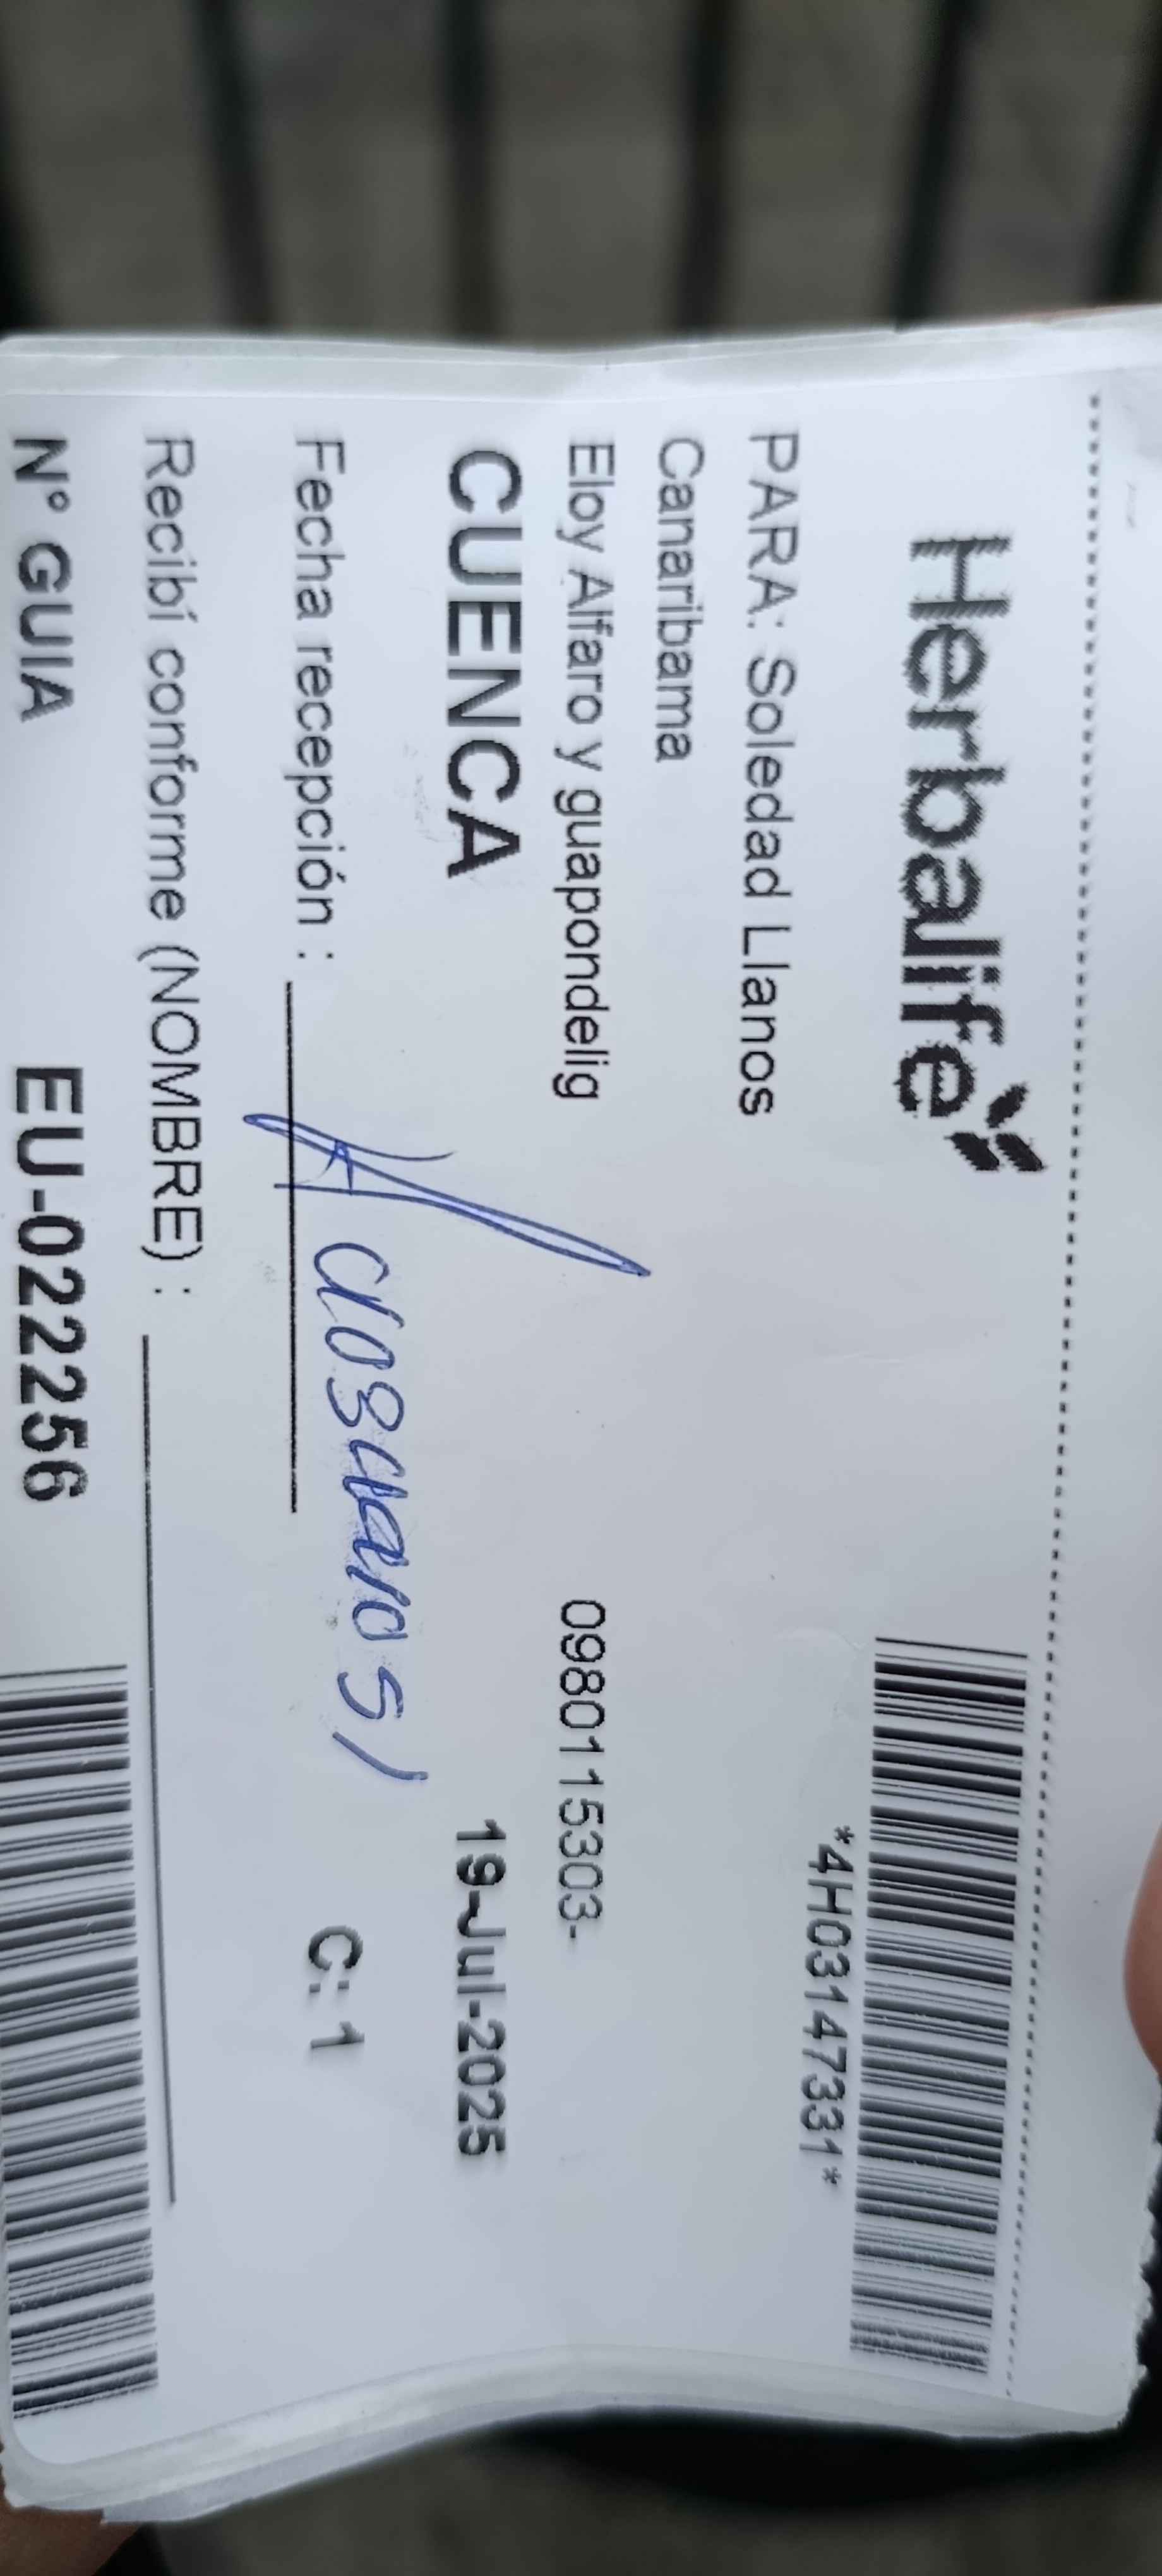 Herbalife
*4H03147331*
PARA: Soledad Llanos
Canaribama
Eloy Alfaro y guapondelig 0980115303-
CUENCA 19-Jul-2025
Fecha recepción :
C: 1
Recibí conforme (NOMBRE) :
N° GUIA EU-022256